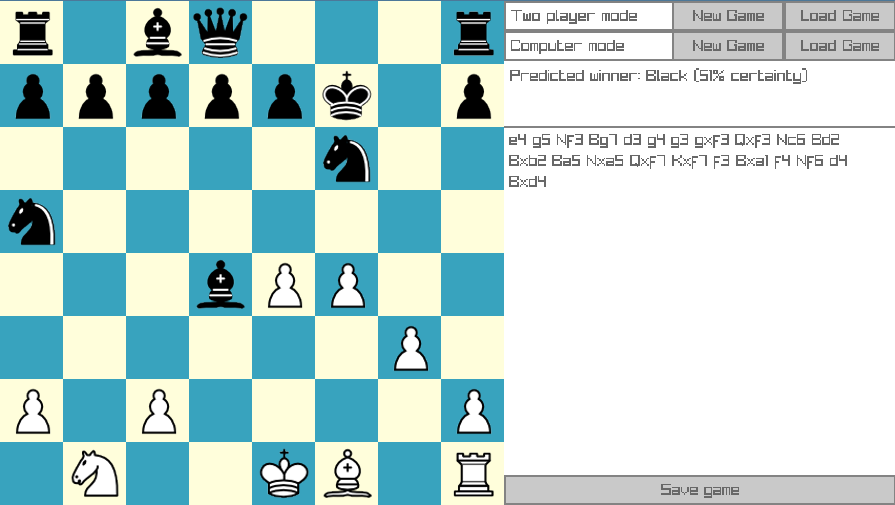 Two player mode New Game Load Game
Computer mode New Game Load Game
Predicted winner: Black (51% certainty)
e4 g5 Nf3 Bg7 d3 g4 g3 gxf3 Qxf3 Nc6 Bd2
Bxb2 Ba5 Nxa5 Qxf7 Kxf7 f3 Bxa1 f4 Nf6 d4
Bxd4
Save game